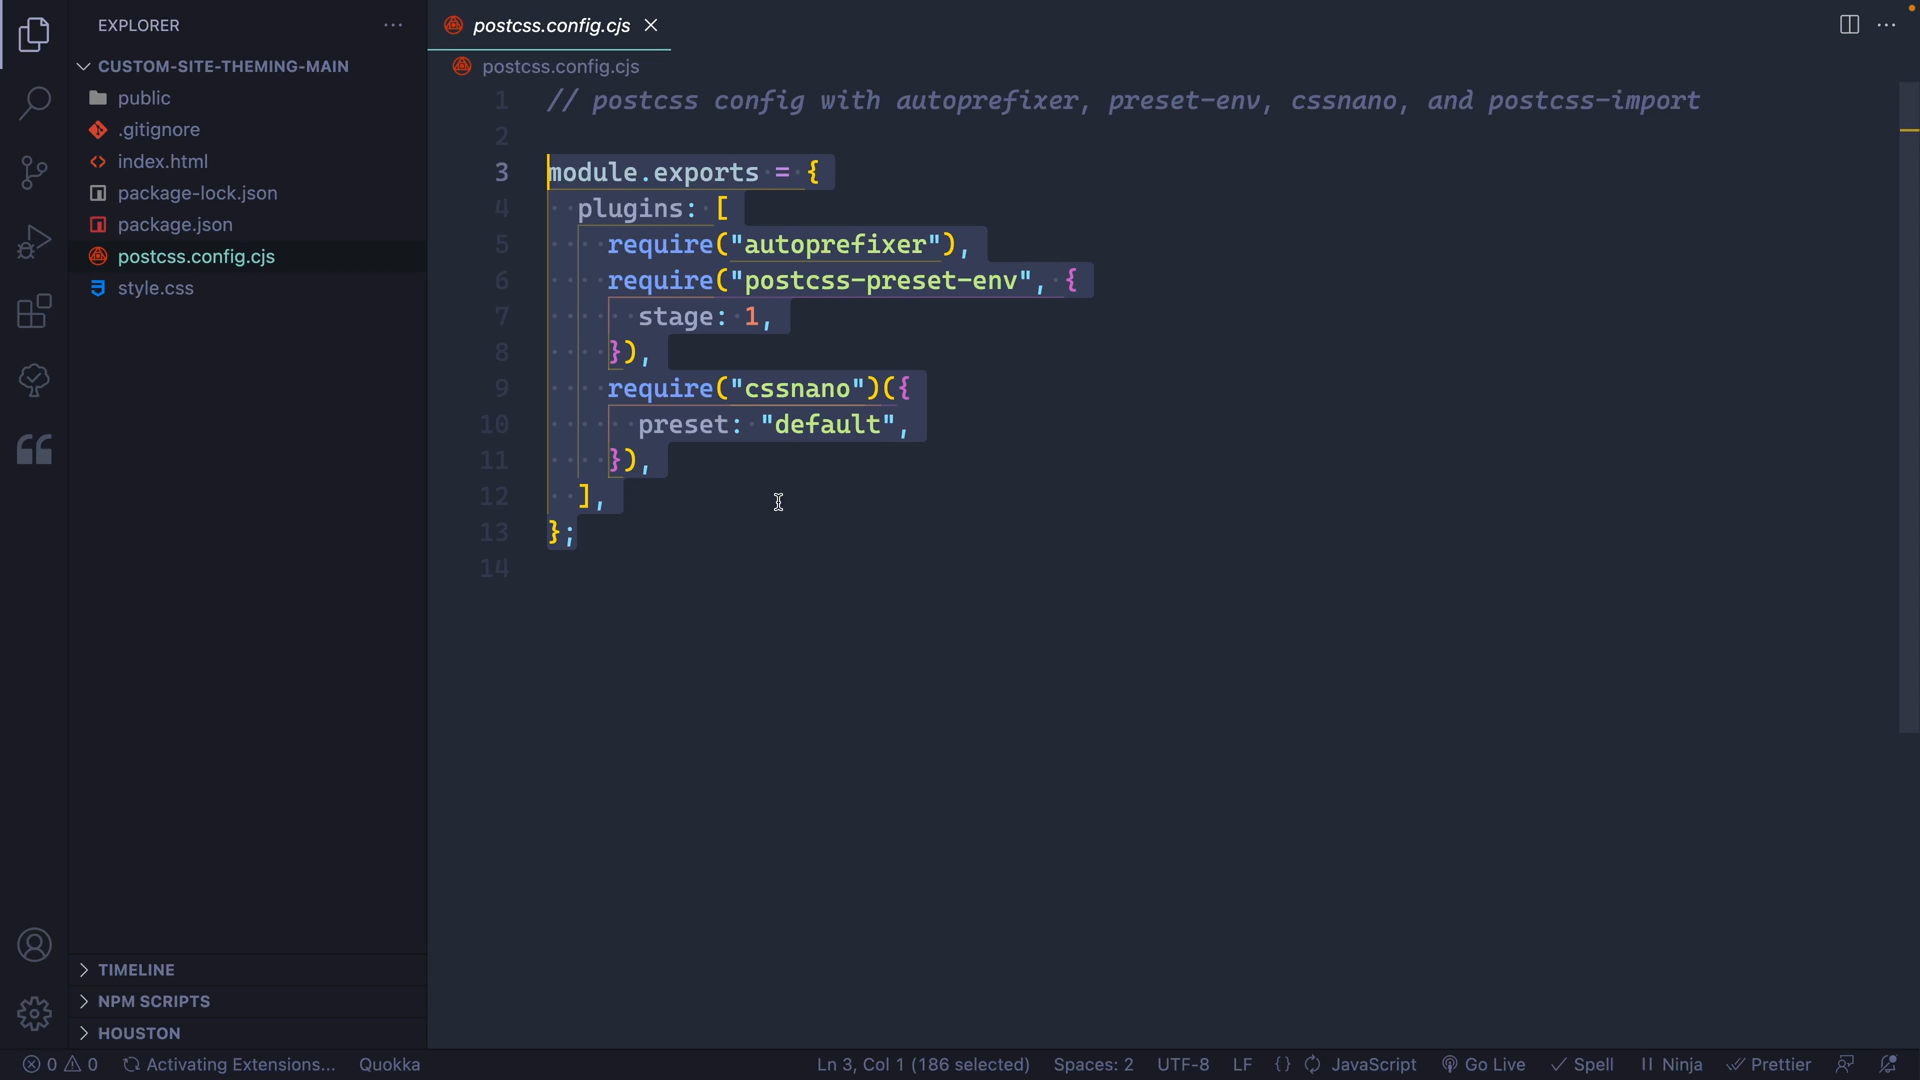 EXPLORER
CUSTOM-SITE-THEMING-MAIN
public
.gitignore
index.html
package-lock.json
package.json
postcss.config.cjs
style.css
TIMELINE
NPM SCRIPTS
HOUSTON
postcss.config.cjs
postcss.config.cjs
1 // postcss config with autoprefixer, preset-env, cssnano, and postcss-import
2
3 module.exports = {
4 plugins: [
5 require("autoprefixer"),
6 require("postcss-preset-env", {
7 stage: 1,
8 }),
9 require("cssnano")({
10 preset: "default",
11 }),
12 ],
13 };
14
0 0 Activating Extensions... Quokka Ln 3, Col 1 (186 selected) Spaces: 2 UTF-8 LF {} JavaScript Go Live Spell Ninja Prettier